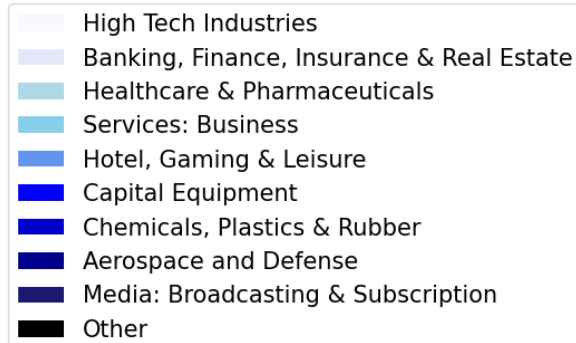 High Tech Industries
Banking, Finance, Insurance & Real Estate
Healthcare & Pharmaceuticals
Services: Business
Hotel, Gaming & Leisure
Capital Equipment
Chemicals, Plastics & Rubber
Aerospace and Defense
Media: Broadcasting & Subscription
Other